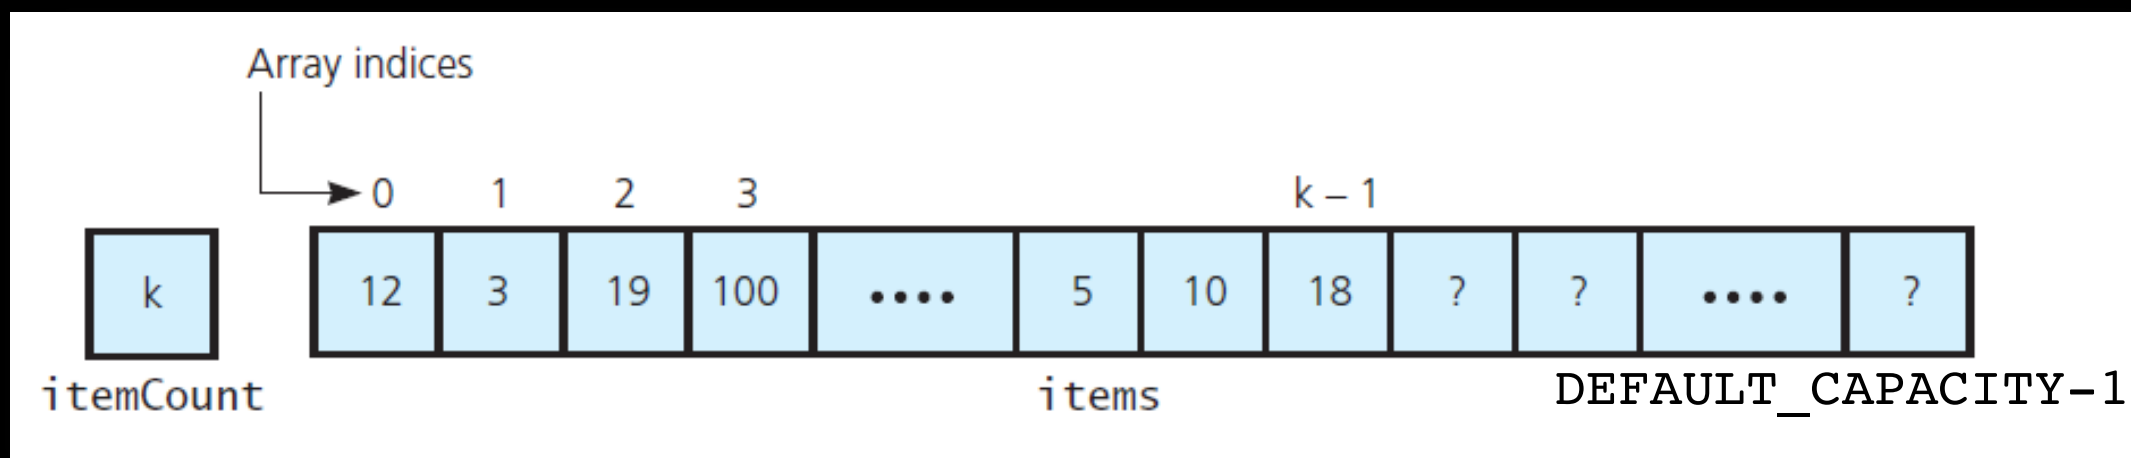 Array indices
0 1 2 3 k – 1
k 12 3 19 100 •••• 5 10 18 ? ? •••• ?
itemCount items DEFAULT_CAPACITY-1